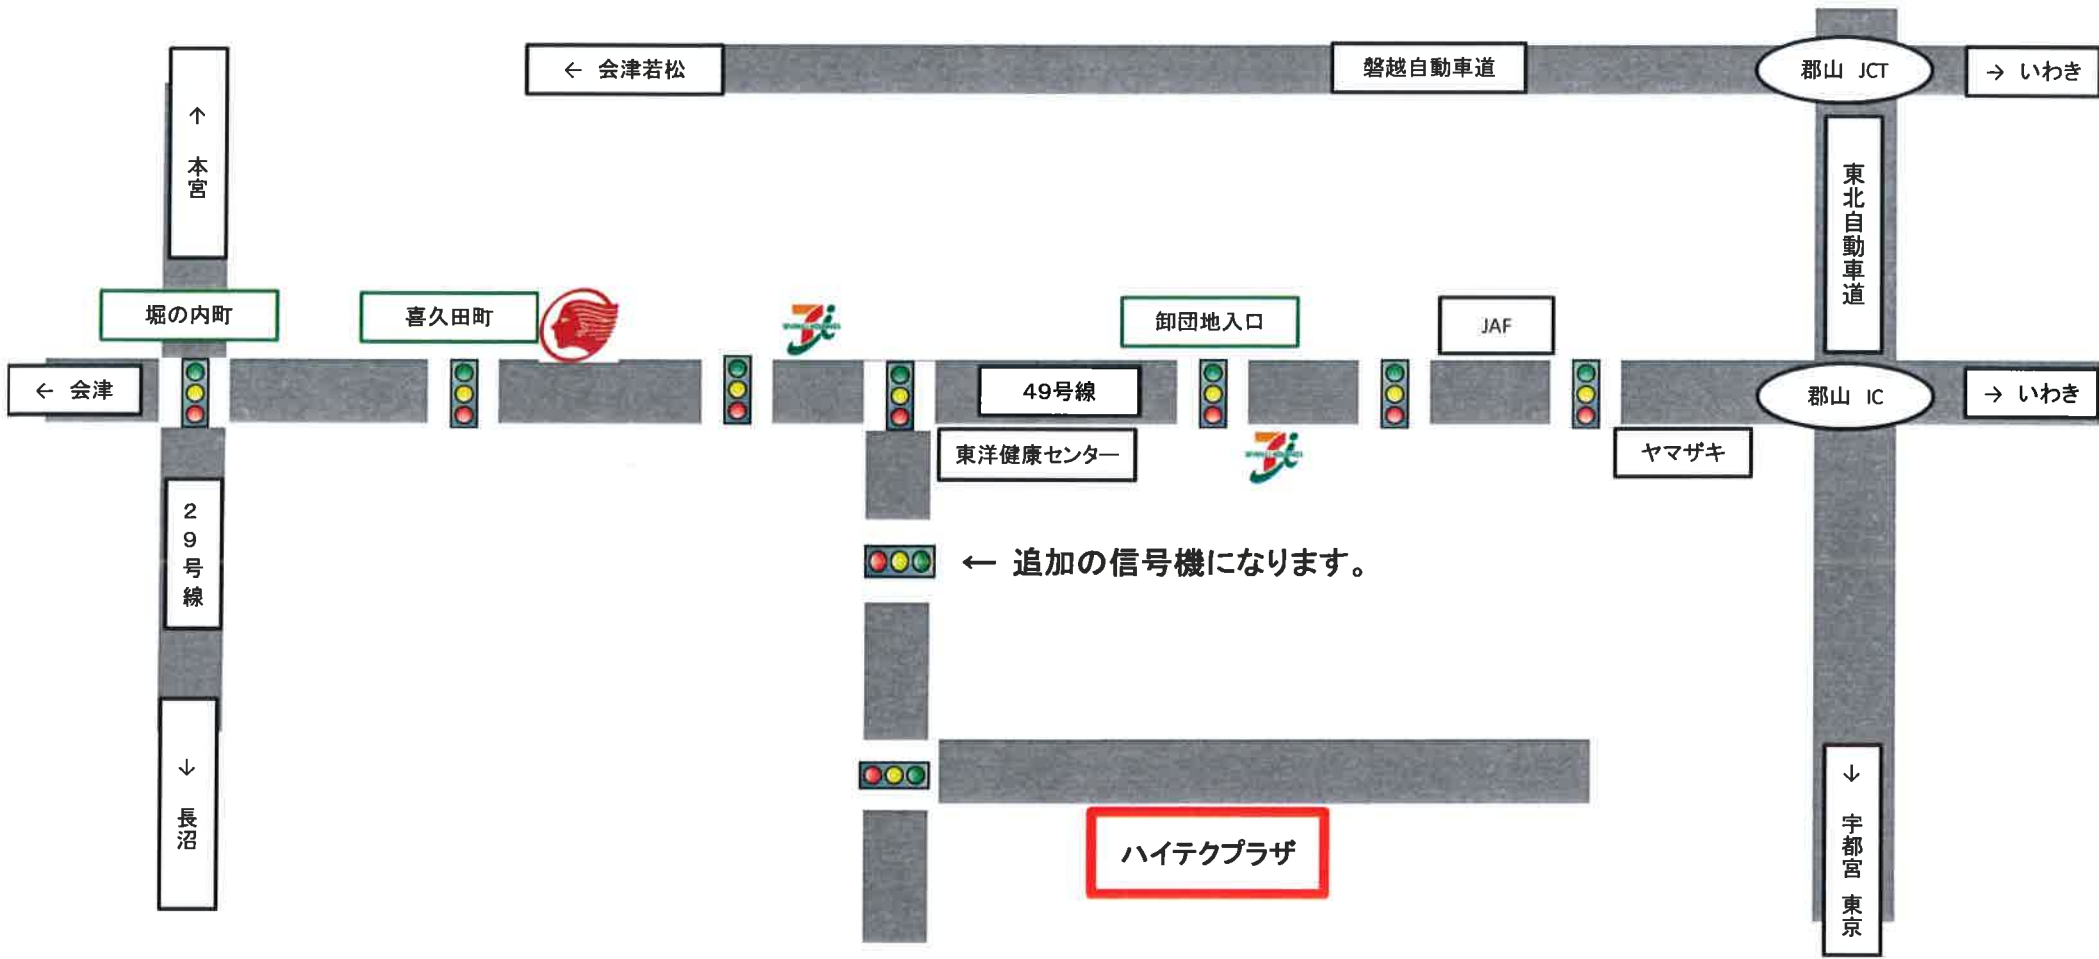 ← 会津若松
磐越自動車道
郡山 JCT
→ いわき
↑ 本宮
東北自動車道
堀の内町
喜久田町
卸団地入口
JAF
← 会津
49号線
郡山 IC
→ いわき
東洋健康センター
ヤマザキ
29号線
← 追加の信号機になります。
↓ 長沼
ハイテクプラザ
↓ 宇都宮 東京